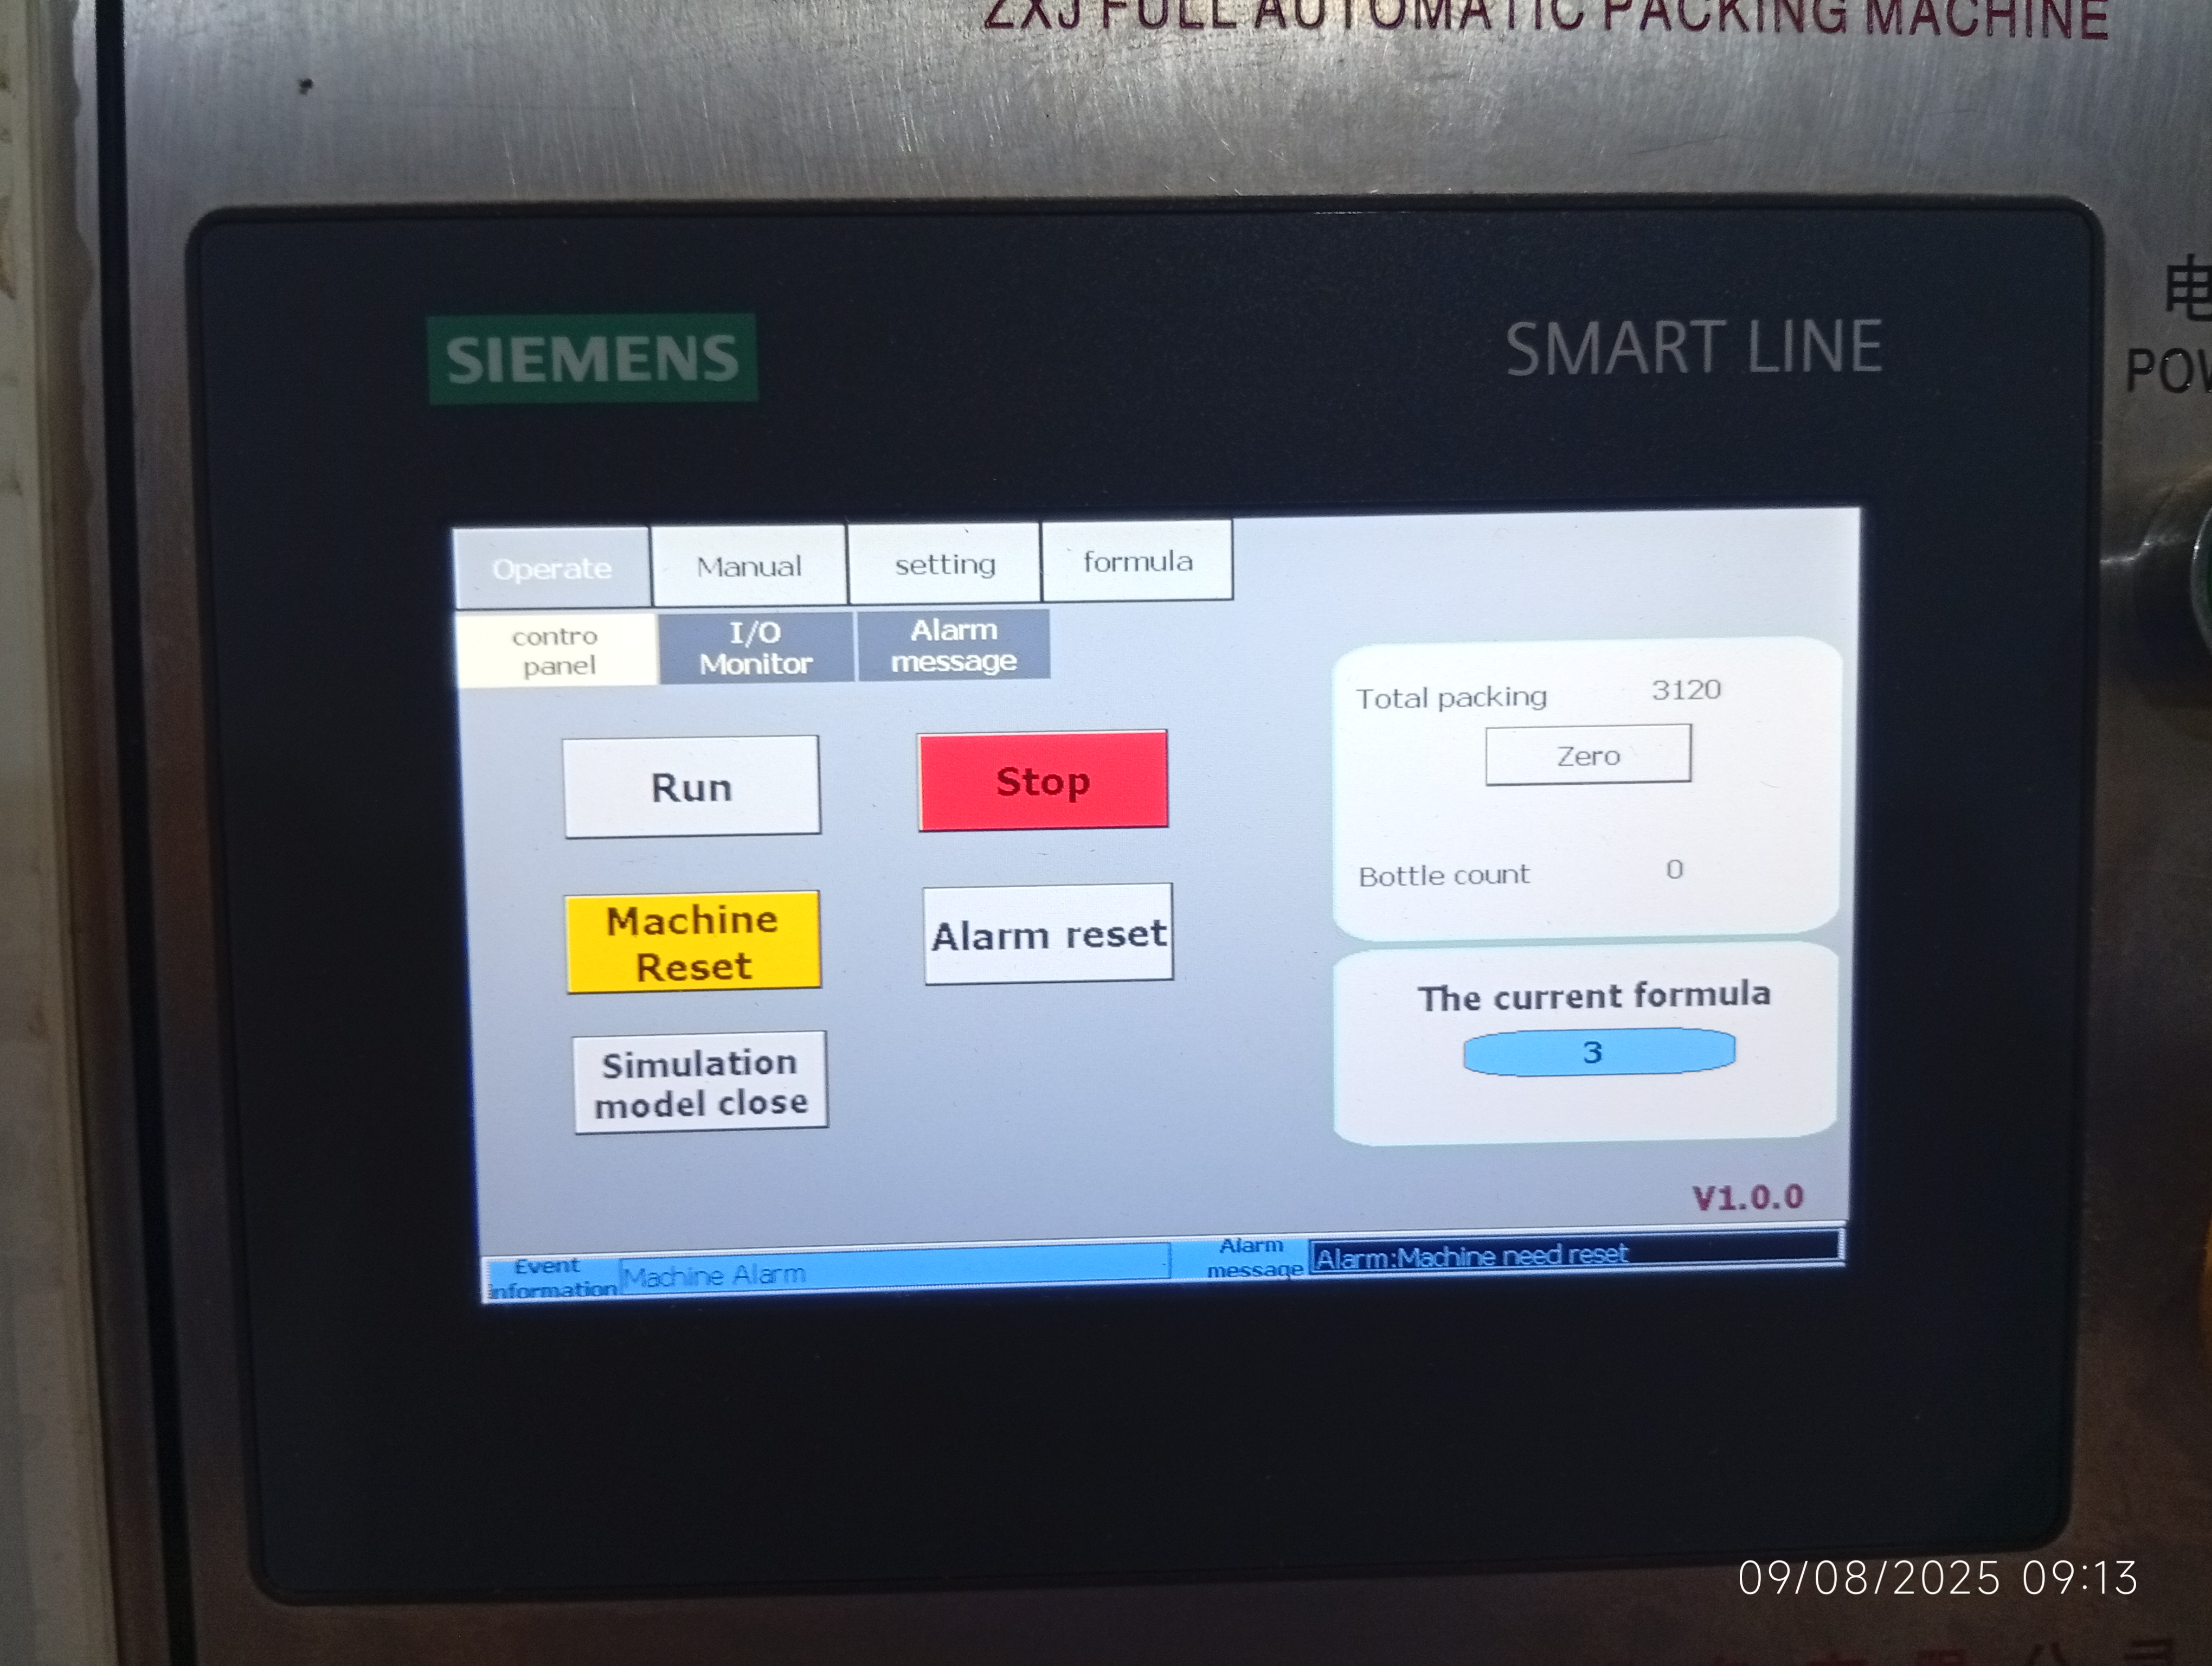 ZXJ FULL AUTOMATIC PACKING MACHINE
SIEMENS
SMART LINE
电
Operate
Manual
setting
formula
contro
panel
I/O
Monitor
Alarm
message
Total packing 3120
Zero
Bottle count 0
Run
Stop
Machine
Reset
Alarm reset
Simulation
model close
The current formula
3
V1.0.0
Event
nformation
Machine Alarm
Alarm
message
Alarm:Machine need reset
09/08/2025 09:13